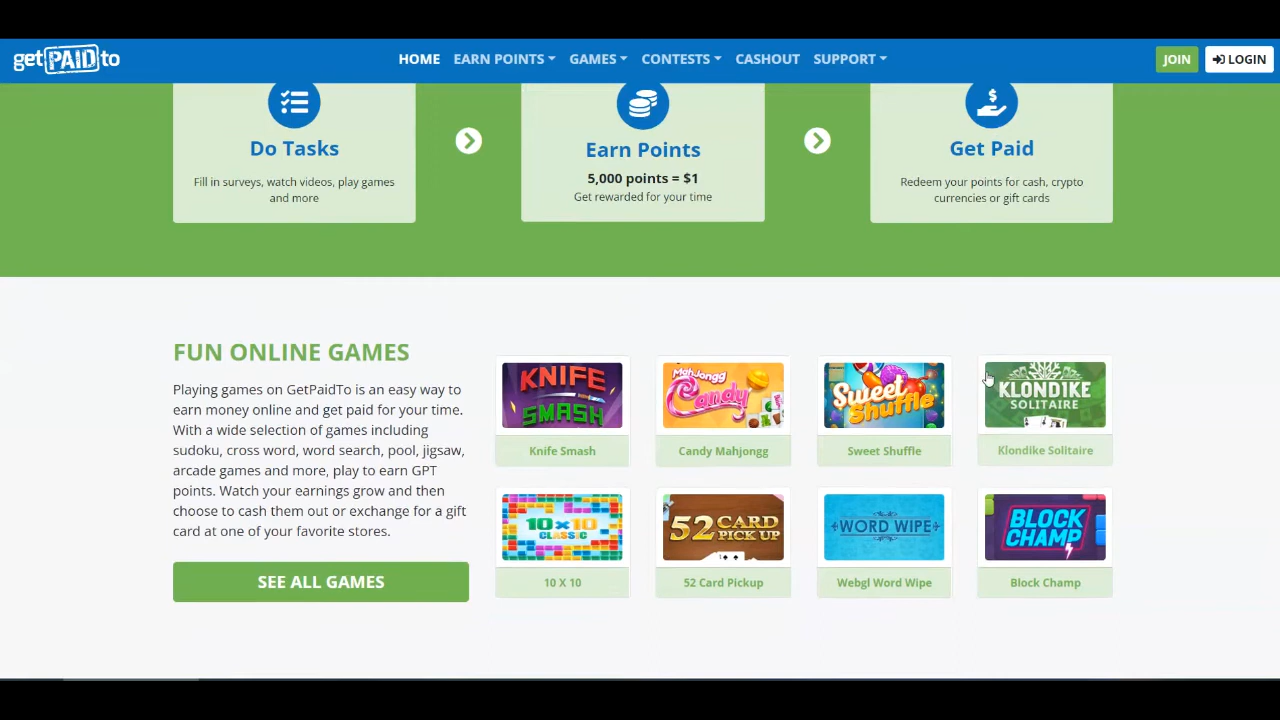 getPAIDto
HOME
EARN POINTS
GAMES
CONTESTS
CASHOUT
SUPPORT
JOIN
LOGIN
Do Tasks
Fill in surveys, watch videos, play games
and more
Earn Points
5,000 points = $1
Get rewarded for your time
Get Paid
Redeem your points for cash, crypto
currencies or gift cards
FUN ONLINE GAMES
Playing games on GetPaidTo is an easy way to
earn money online and get paid for your time.
With a wide selection of games including
sudoku, cross word, word search, pool, jigsaw,
arcade games and more, play to earn GPT
points. Watch your earnings grow and then
choose to cash them out or exchange for a gift
card at one of your favorite stores.
SEE ALL GAMES
KNIFE
SMASH
Knife Smash
MahJongg
Candy
Candy Mahjongg
Sweet
Shuffle
Sweet Shuffle
KLONDIKE
SOLITAIRE
Klondike Solitaire
10x10
CLASSIC
10 X 10
52 CARD
PICK UP
52 Card Pickup
WORD WIPE
Webgl Word Wipe
BLOCK
CHAMP
Block Champ